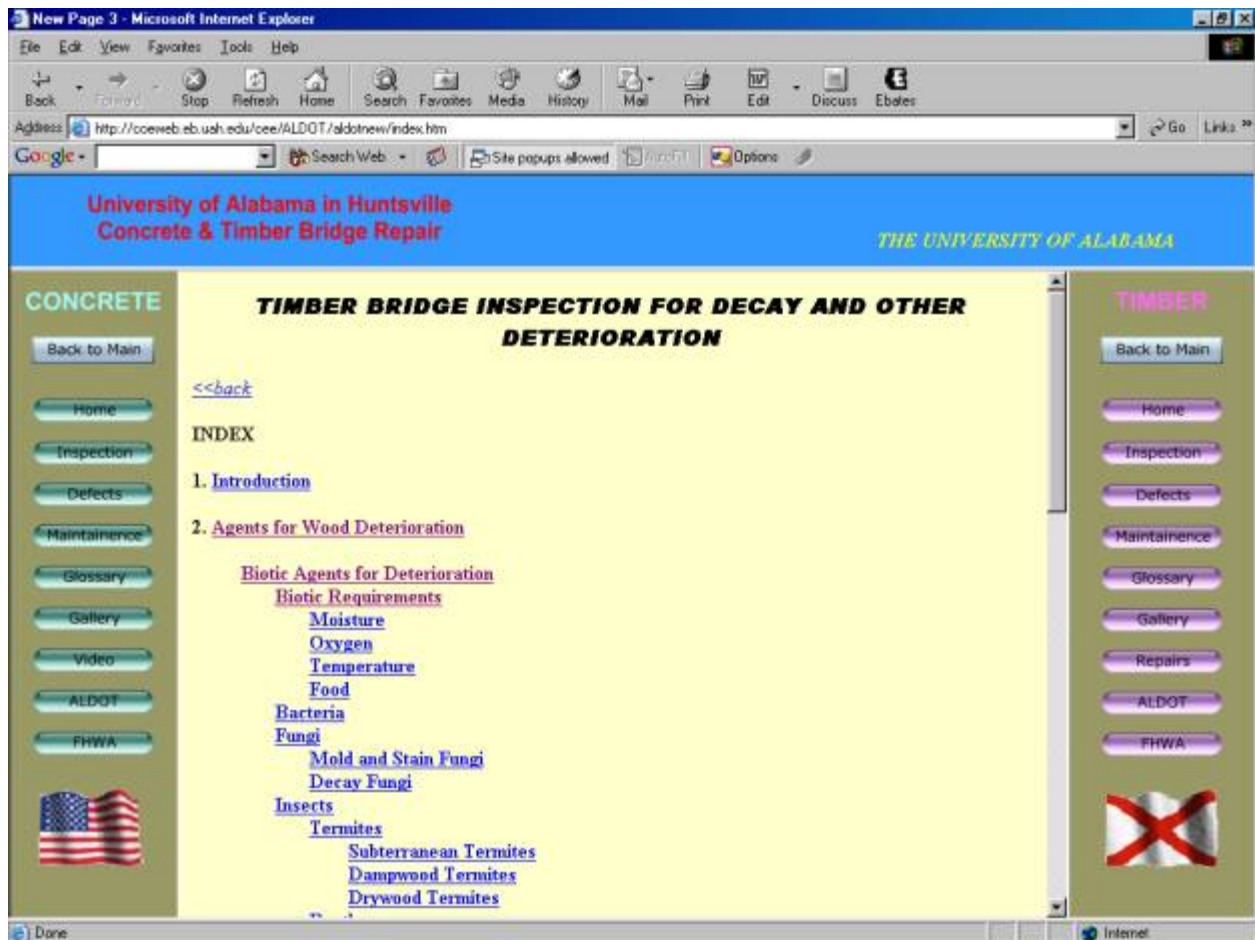 New Page 3 - Microsoft Internet Explorer
File Edit View Favorites Tools Help
Back Forward Stop Refresh Home Search Favorites Media History Mail Print Edit Discuss Ebates
Address http://coeweb.eb.uah.edu/cee/ALDOT/aldotnew/index.htm Go Links »
Google Search Web Site popups allowed AutoFill Options
University of Alabama in Huntsville
Concrete & Timber Bridge Repair
THE UNIVERSITY OF ALABAMA
CONCRETE
Back to Main
Home
Inspection
Defects
Maintainence
Glossary
Gallery
Video
ALDOT
FHWA
TIMBER BRIDGE INSPECTION FOR DECAY AND OTHER
DETERIORATION
<<back
INDEX
1. Introduction
2. Agents for Wood Deterioration
Biotic Agents for Deterioration
Biotic Requirements
Moisture
Oxygen
Temperature
Food
Bacteria
Fungi
Mold and Stain Fungi
Decay Fungi
Insects
Termites
Subterranean Termites
Dampwood Termites
Drywood Termites
TIMBER
Back to Main
Home
Inspection
Defects
Maintainence
Glossary
Gallery
Repairs
ALDOT
FHWA
Done Internet